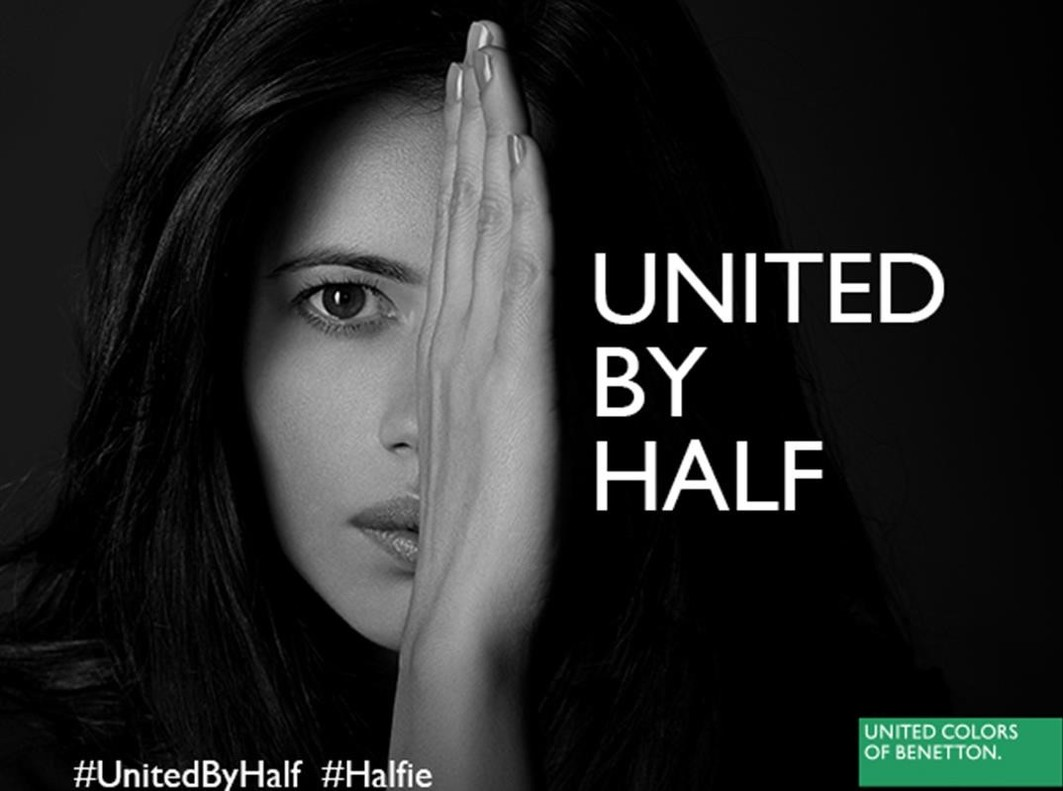 UNITED
BY
HALF
UNITED COLORS
OF BENETTON.
#UnitedByHalf #Halfie